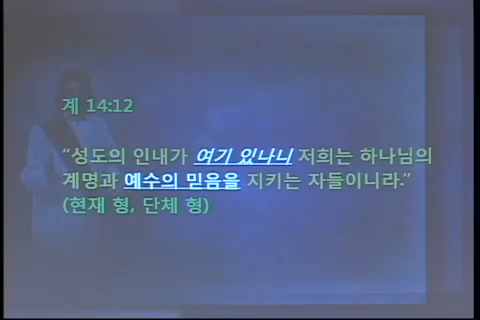 계 14:12
“성도의 인내가 여기 있나니 저희는 하나님의
계명과 예수의 믿음을 지키는 자들이니라.”
(현재 형, 단체 형)